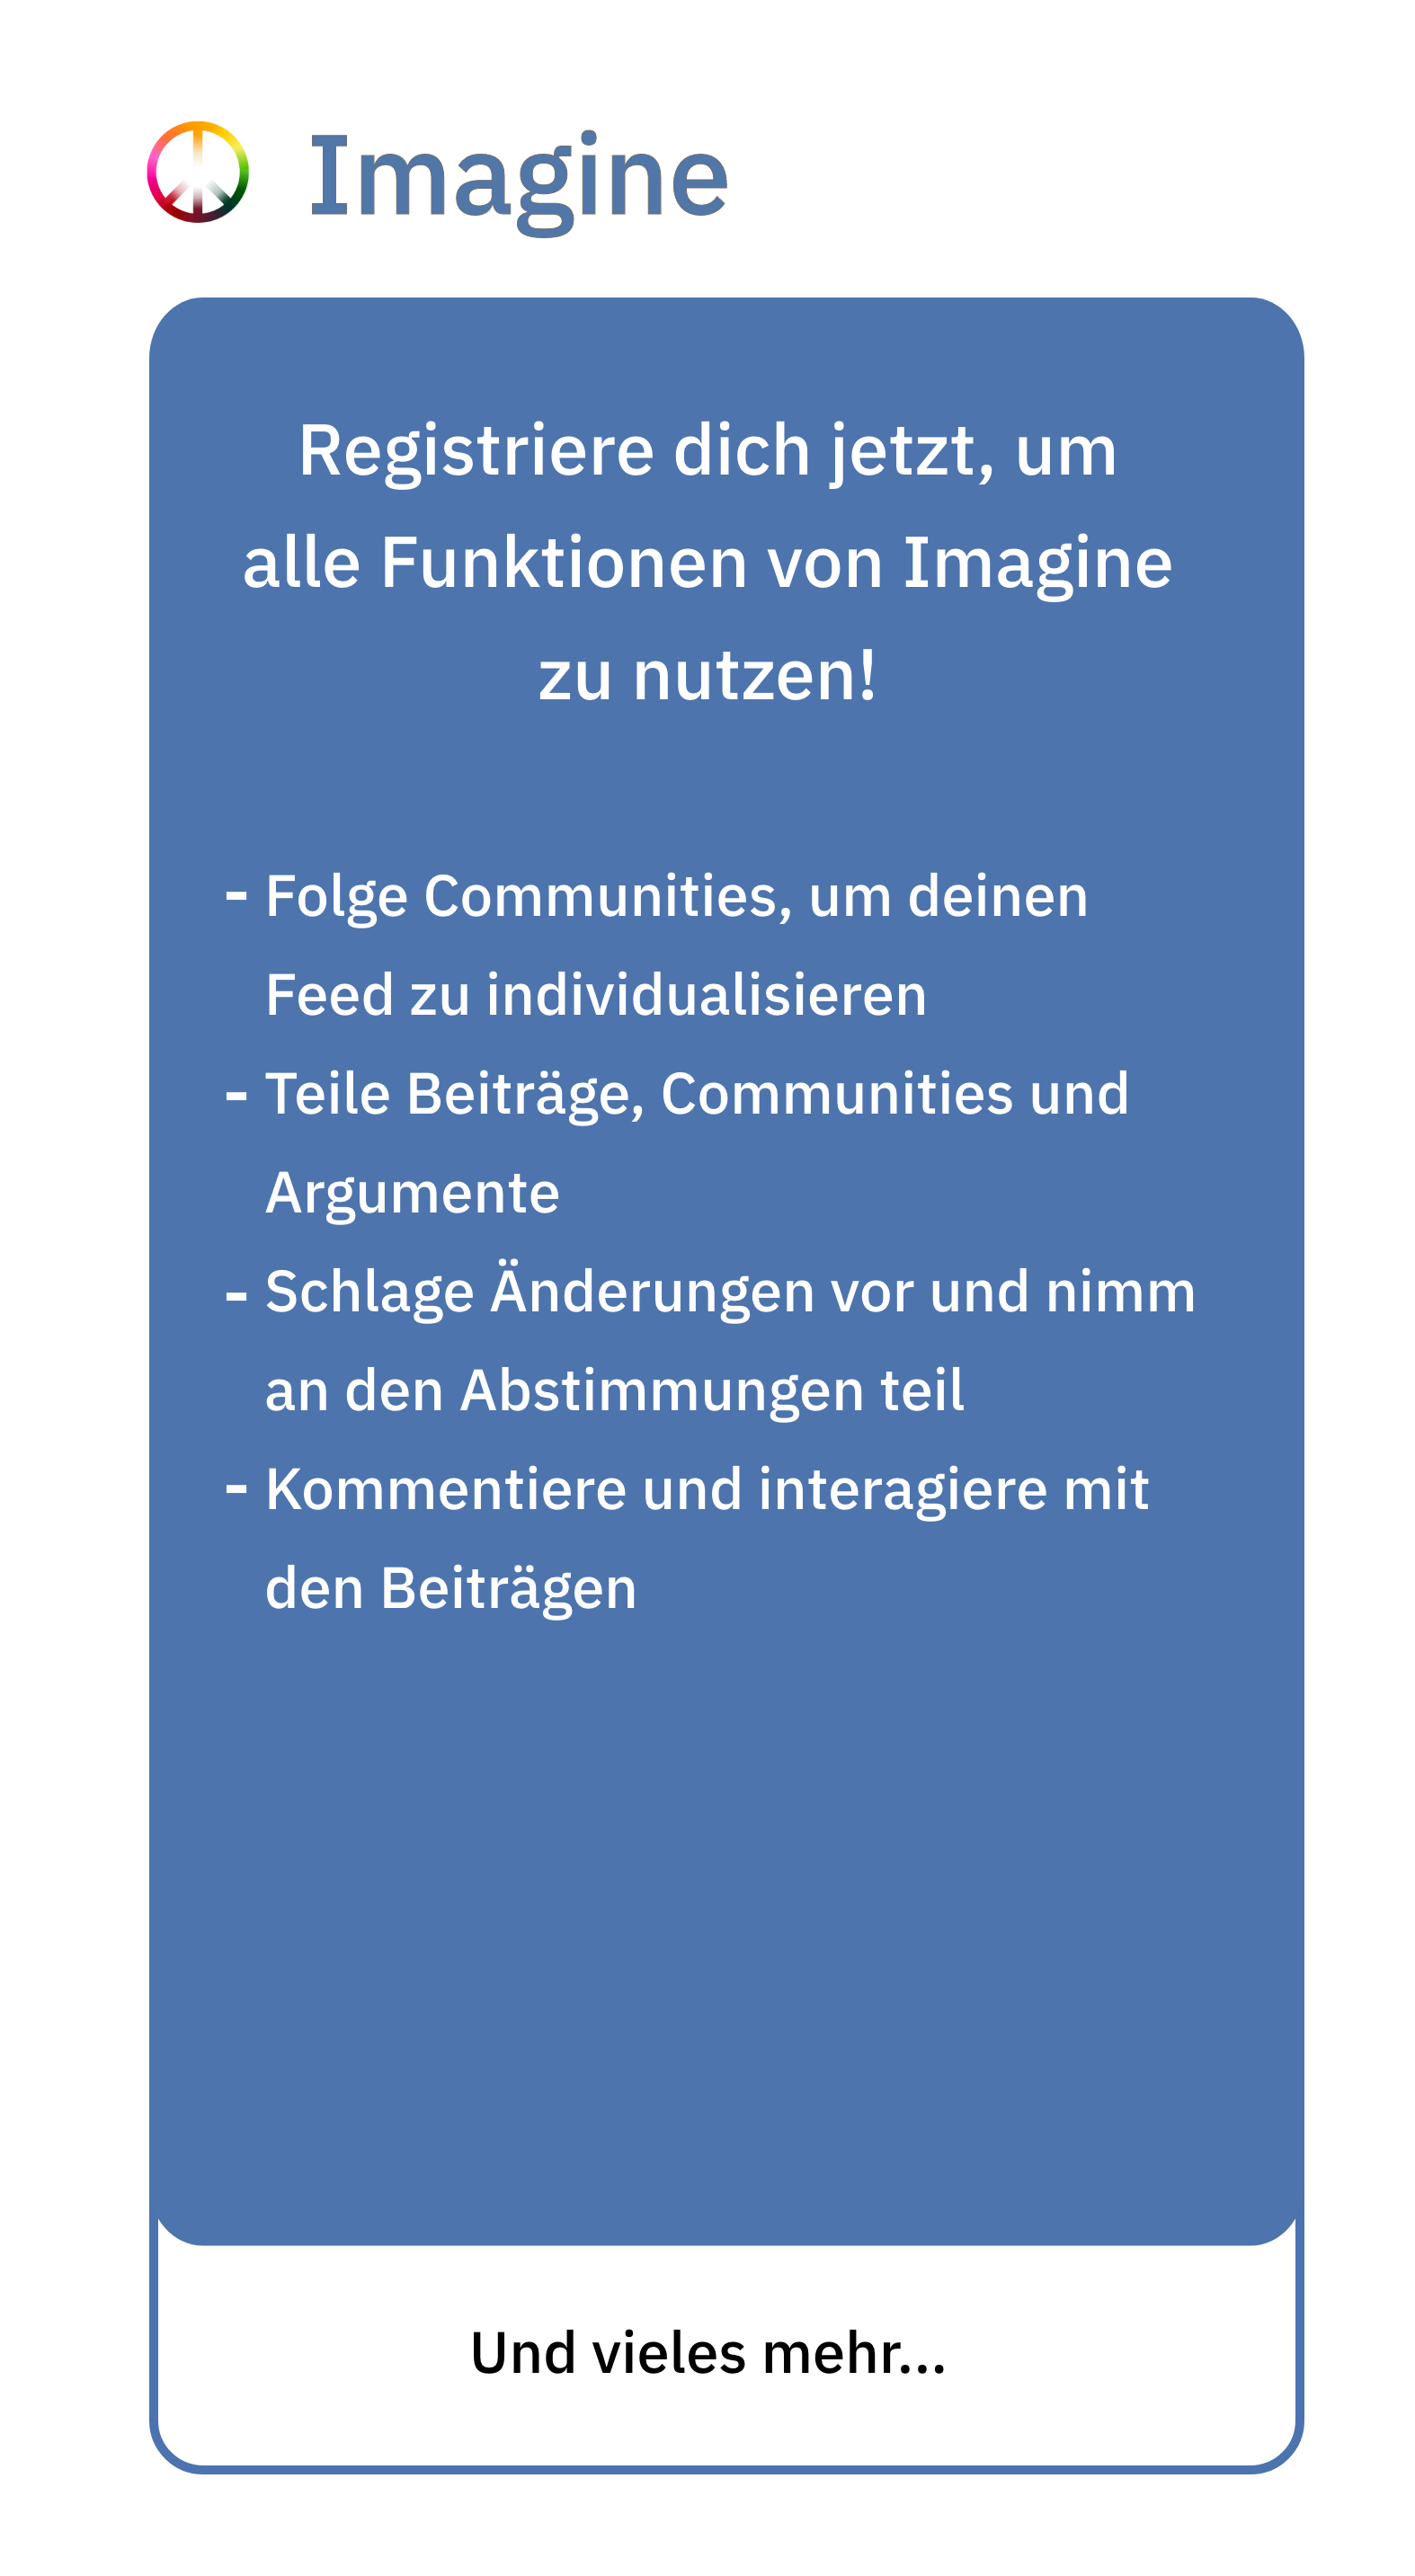 Imagine
Registriere dich jetzt, um
alle Funktionen von Imagine
zu nutzen!
- Folge Communities, um deinen
Feed zu individualisieren
- Teile Beiträge, Communities und
Argumente
- Schlage Änderungen vor und nimm
an den Abstimmungen teil
- Kommentiere und interagiere mit
den Beiträgen
Und vieles mehr...